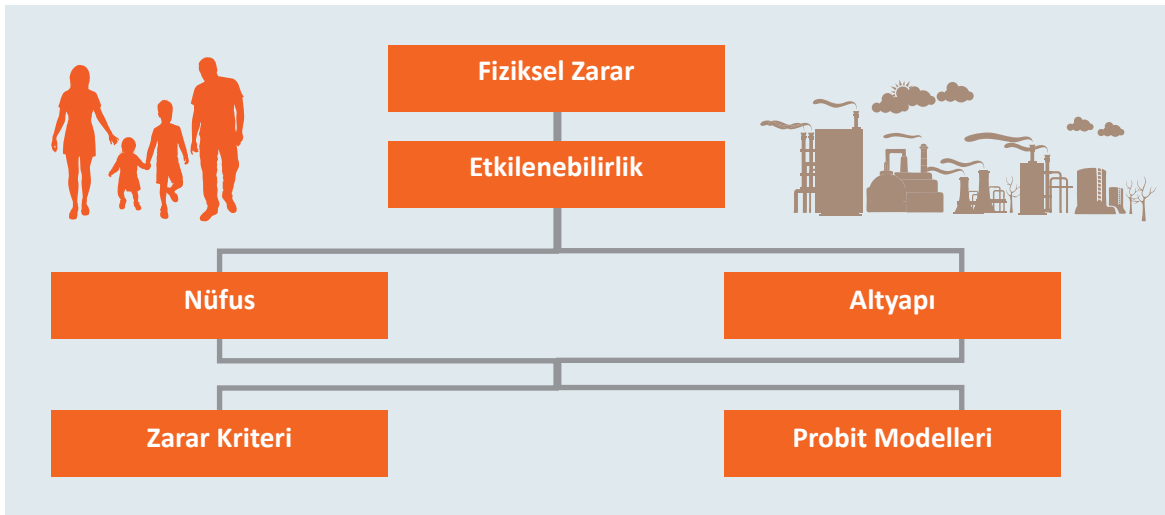 Fiziksel Zarar
Etkilenebilirlik
Nüfus
Altyapı
Zarar Kriteri
Probit Modelleri